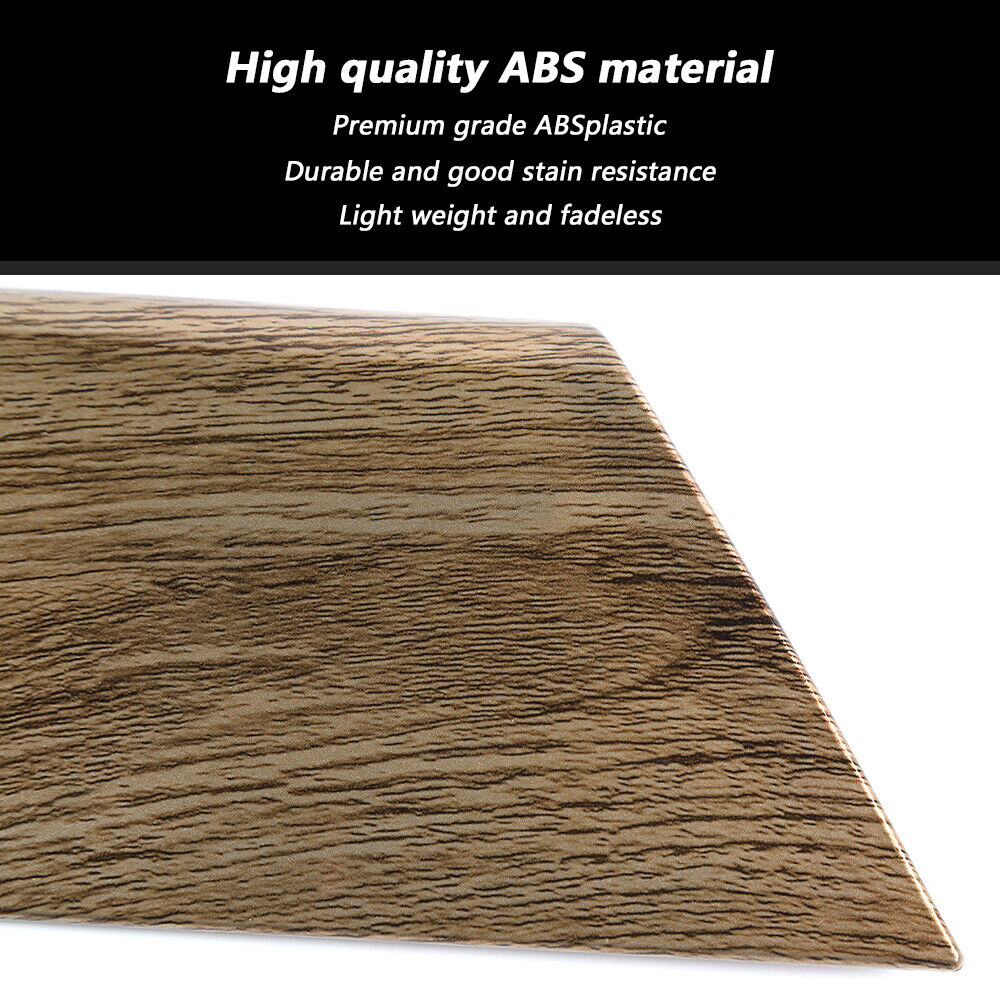 High quality ABS material
Premium grade ABSplastic
Durable and good stain resistance
Light weight and fadeless